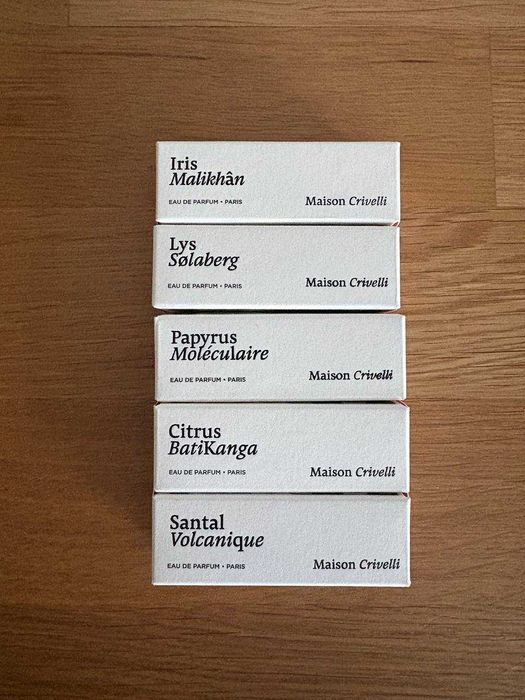 Iris
Malikhân
EAU DE PARFUM • PARIS
Maison Crivelli
Lys
Sølaberg
EAU DE PARFUM • PARIS
Maison Crivelli
Papyrus
Moléculaire
EAU DE PARFUM • PARIS
Maison Crivelli
Citrus
BatiKanga
EAU DE PARFUM • PARIS
Maison Crivelli
Santal
Volcanique
EAU DE PARFUM • PARIS
Maison Crivelli